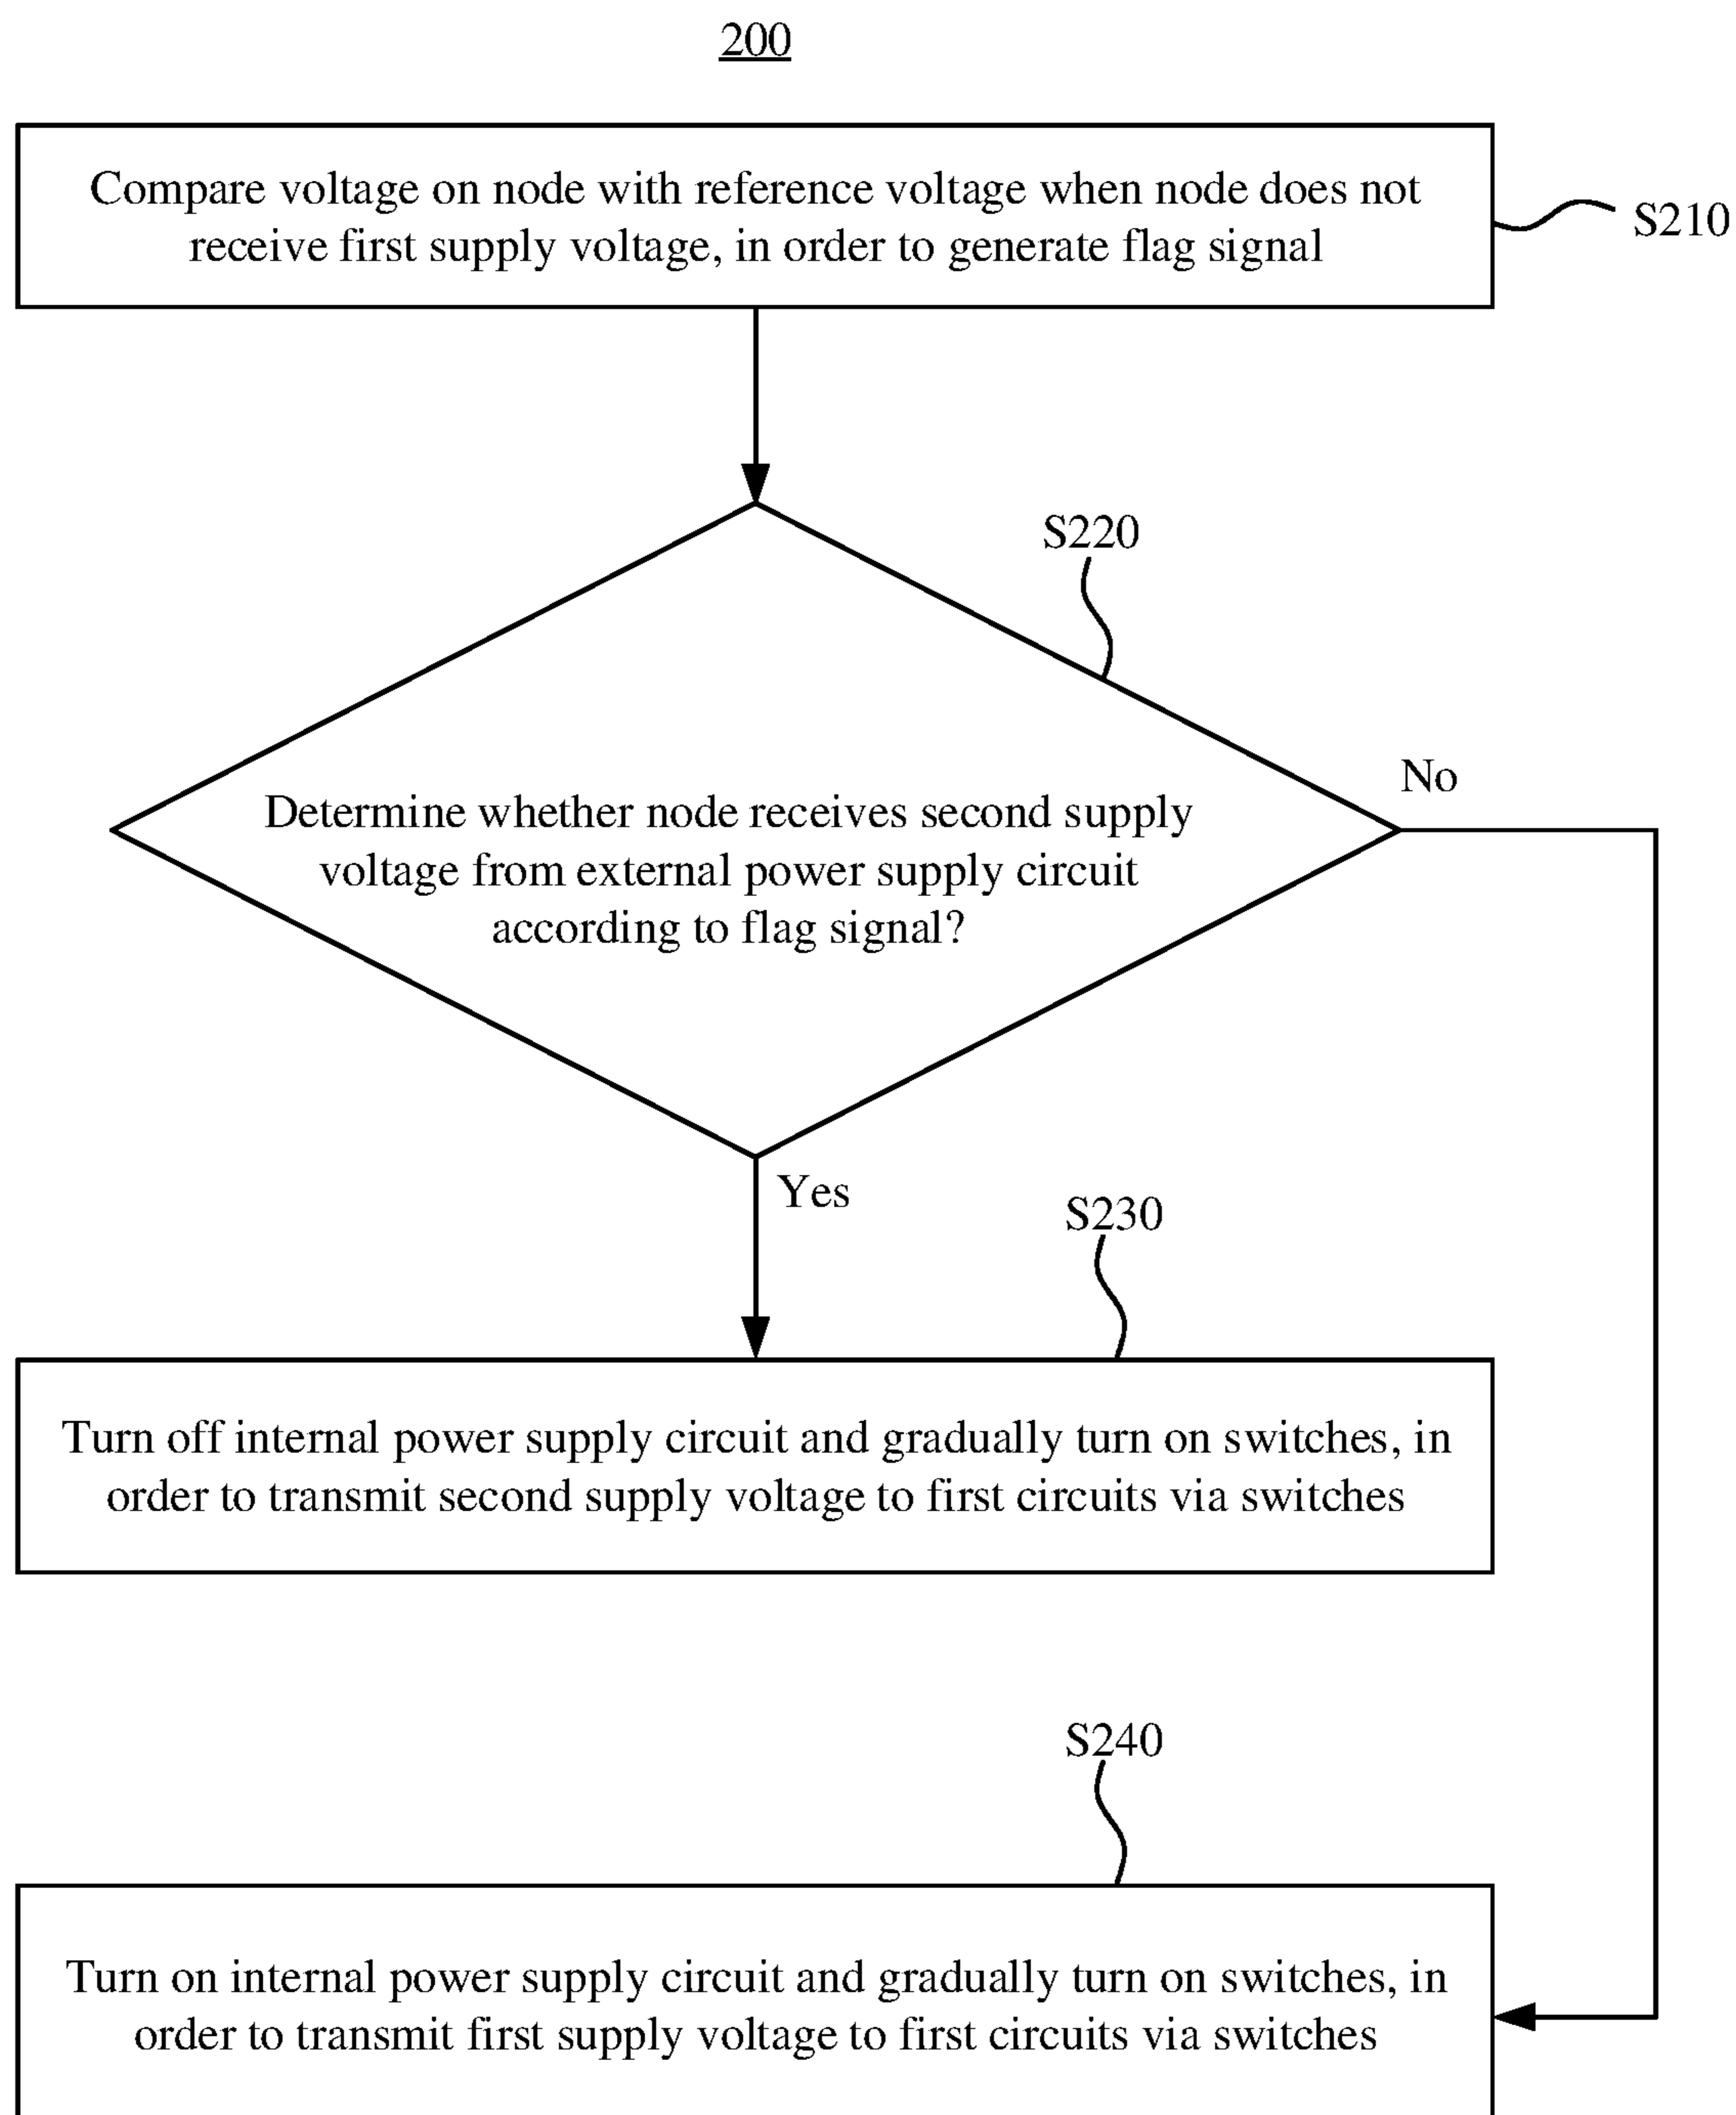 200
Compare voltage on node with reference voltage when node does not
receive first supply voltage, in order to generate flag signal
S210
S220
Determine whether node receives second supply
voltage from external power supply circuit
according to flag signal?
No
Yes
S230
Turn off internal power supply circuit and gradually turn on switches, in
order to transmit second supply voltage to first circuits via switches
S240
Turn on internal power supply circuit and gradually turn on switches, in
order to transmit first supply voltage to first circuits via switches